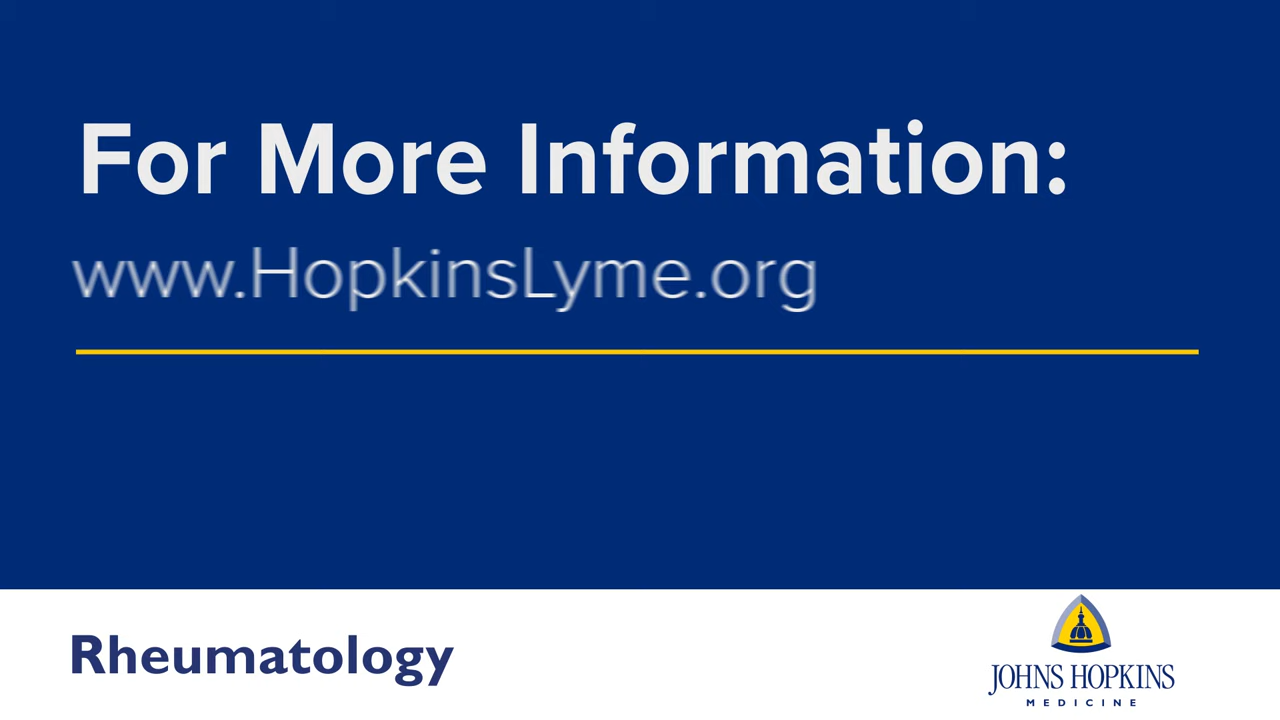 For More Information:
www.HopkinsLyme.org
Rheumatology
JOHNS HOPKINS
MEDICINE